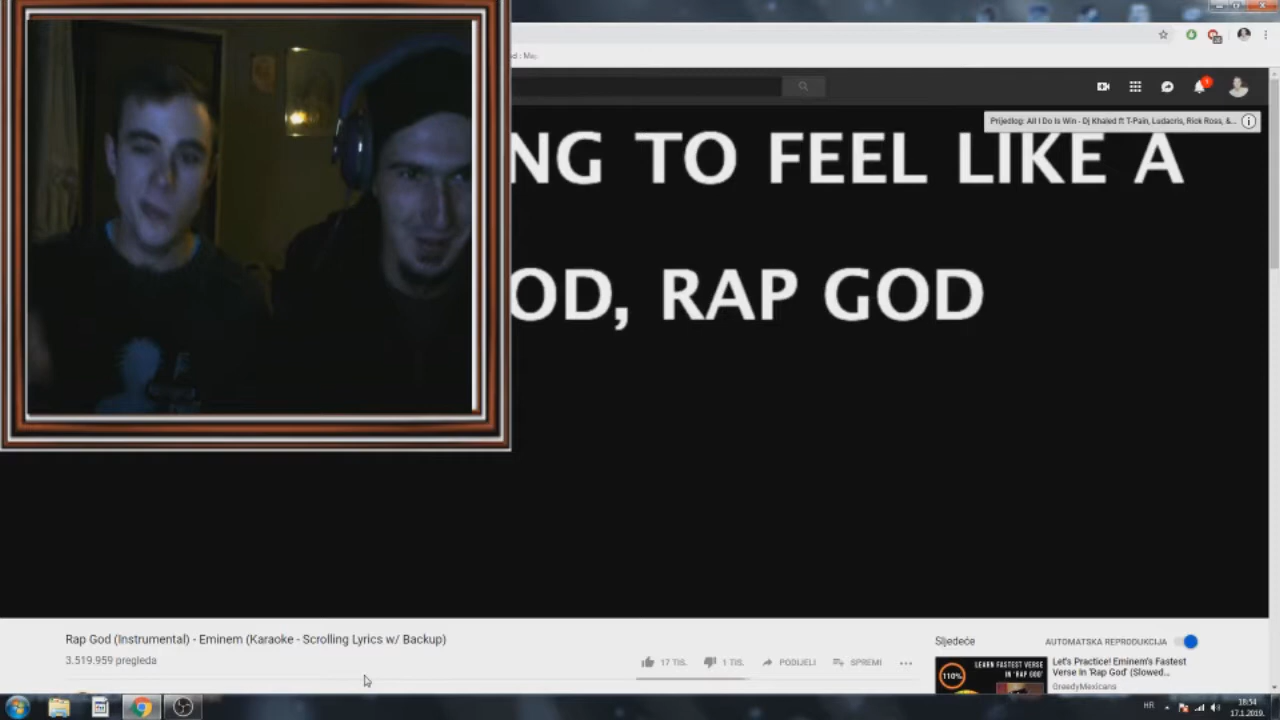 Prijedlog: All I Do Is Win - Dj Khaled ft T-Pain, Ludacris, Rick Ross, &...
NG TO FEEL LIKE A
OD, RAP GOD
Rap God (Instrumental) - Eminem (Karaoke - Scrolling Lyrics w/ Backup)
3.519.959 pregleda
17 TIS.
1 TIS.
PODIJELI
SPREMI
Sljedeće
AUTOMATSKA REPRODUKCIJA
110%
LEARN FASTEST VERSE
IN 'RAP GOD'
Let's Practice! Eminem's Fastest
Verse In 'Rap God' (Slowed...
GreedyMexicans
HR
18:54
17.1.2019.